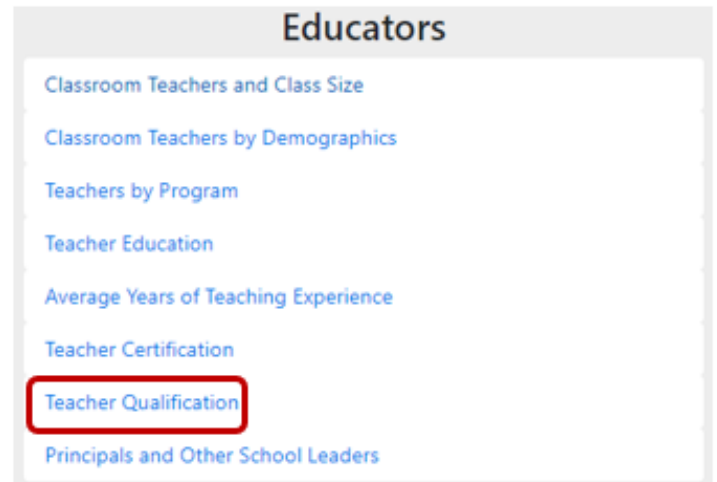 Educators
Classroom Teachers and Class Size
Classroom Teachers by Demographics
Teachers by Program
Teacher Education
Average Years of Teaching Experience
Teacher Certification
Teacher Qualification
Principals and Other School Leaders